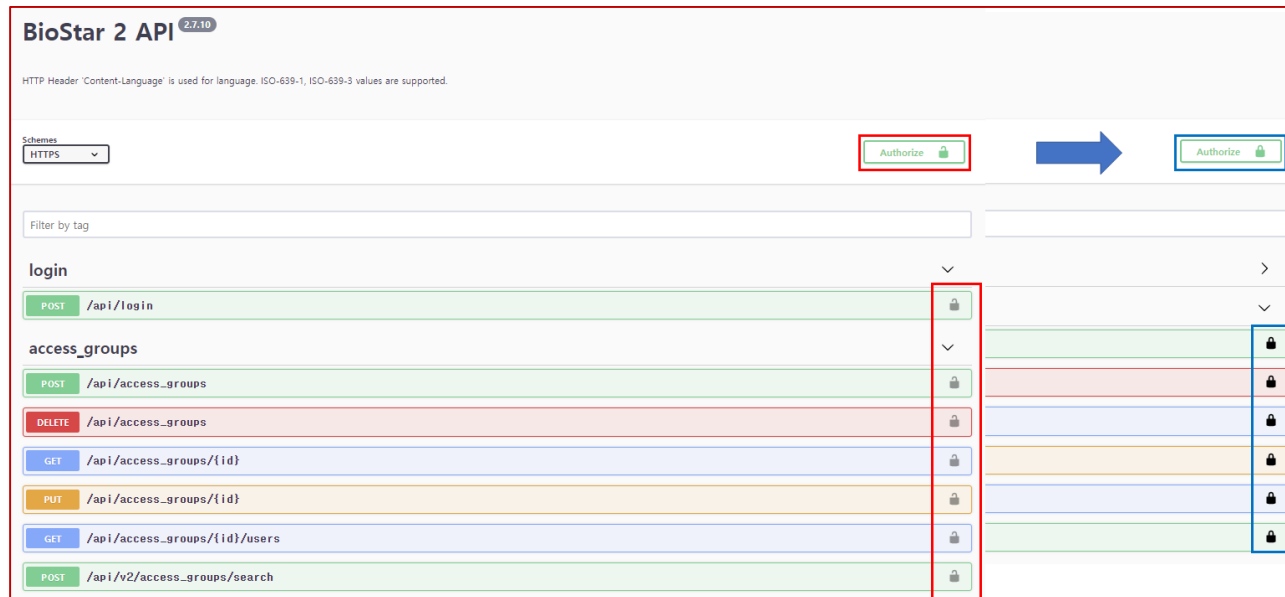 BioStar 2 API 2.7.10
HTTP Header 'Content-Language' is used for language. ISO-639-1, ISO-639-3 values are supported.
Schemes
HTTPS
Authorize
Authorize
Filter by tag
login
POST /api/login
access_groups
POST /api/access_groups
DELETE /api/access_groups
GET /api/access_groups/{id}
PUT /api/access_groups/{id}
GET /api/access_groups/{id}/users
POST /api/v2/access_groups/search